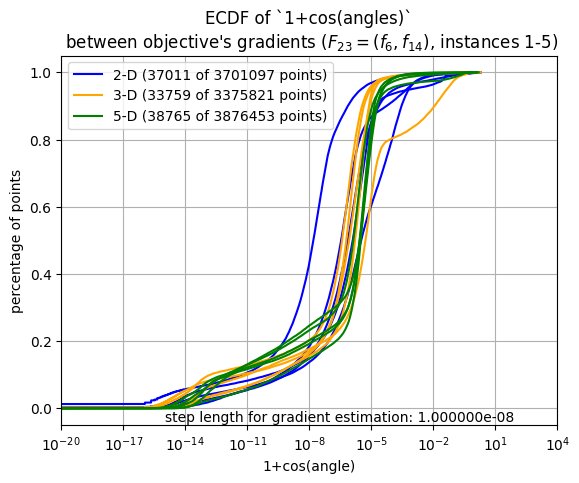 ECDF of `1+cos(angles)`
between objective's gradients (F₂₃ = (f₆, f₁₄), instances 1-5)
2-D (37011 of 3701097 points)
3-D (33759 of 3375821 points)
5-D (38765 of 3876453 points)
percentage of points
1.0
0.8
0.6
0.4
0.2
0.0
step length for gradient estimation: 1.000000e-08
10⁻²⁰ 10⁻¹⁷ 10⁻¹⁴ 10⁻¹¹ 10⁻⁸ 10⁻⁵ 10⁻² 10¹ 10⁴
1+cos(angle)